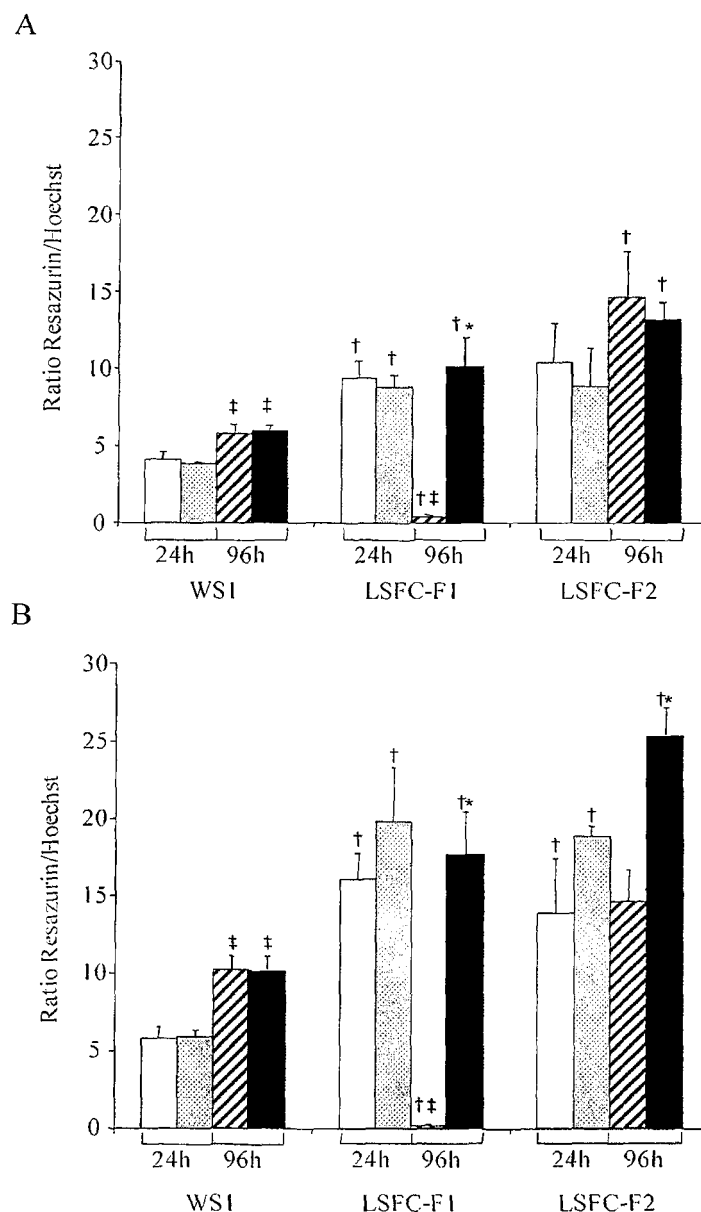 A
30
25
20
15
10
5
0
Ratio Resazurin/Hoechst
‡ ‡
† † †‡ †*
† †
24h 96h 24h 96h 24h 96h
WS1 LSFC-F1 LSFC-F2
B
30
25
20
15
10
5
0
Ratio Resazurin/Hoechst
‡ ‡
† † †‡ †*
† † †*
24h 96h 24h 96h 24h 96h
WS1 LSFC-F1 LSFC-F2